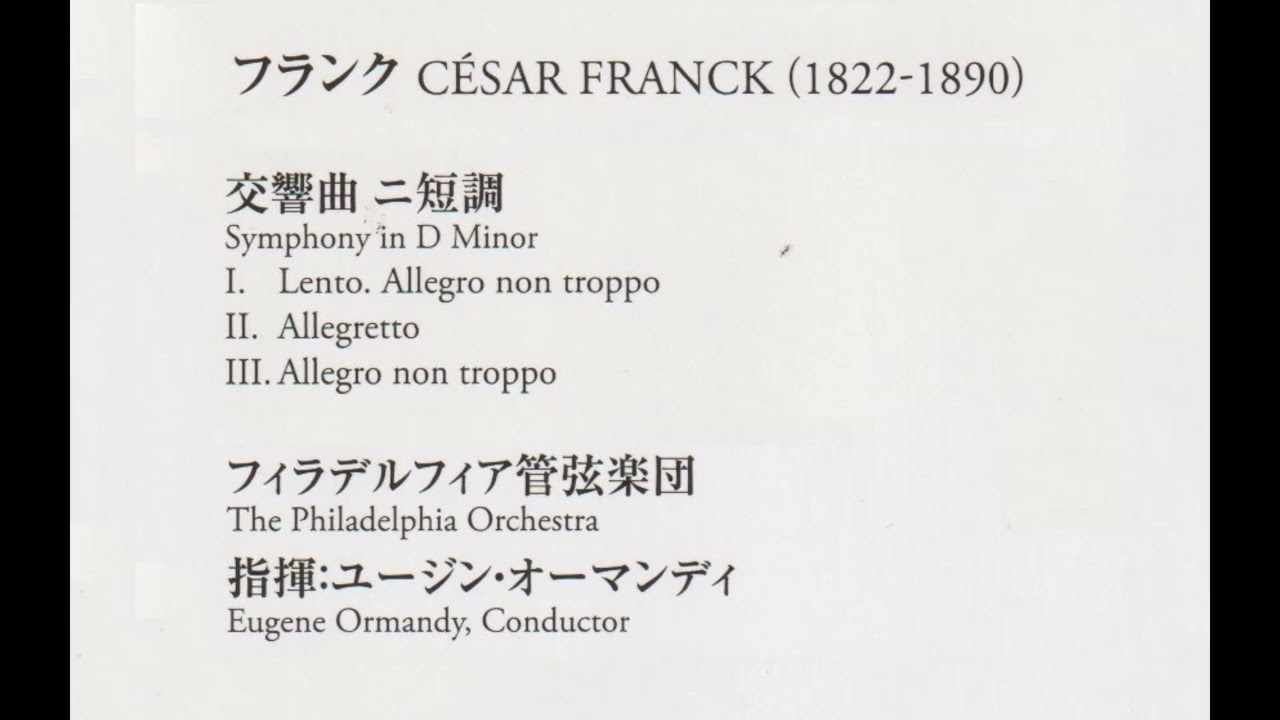 フランク CÉSAR FRANCK (1822-1890)
交響曲 ニ短調
Symphony in D Minor
I. Lento. Allegro non troppo
II. Allegretto
III. Allegro non troppo
フィラデルフィア管弦楽団
The Philadelphia Orchestra
指揮:ユージン・オーマンディ
Eugene Ormandy, Conductor